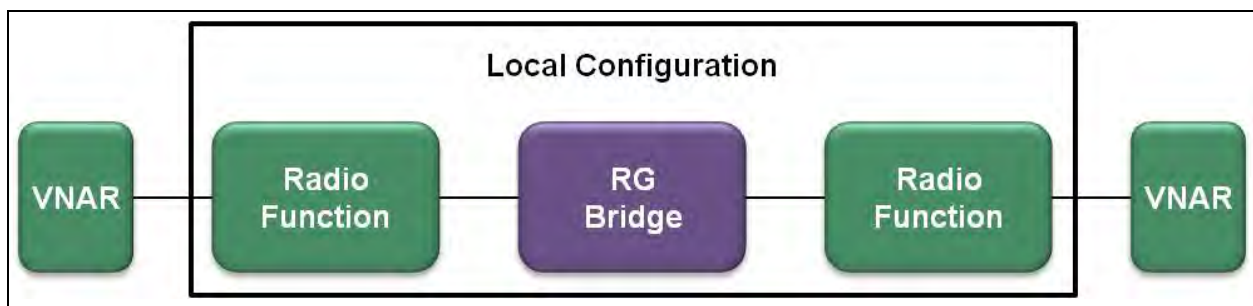 Local Configuration
VNAR
Radio
Function
RG
Bridge
Radio
Function
VNAR